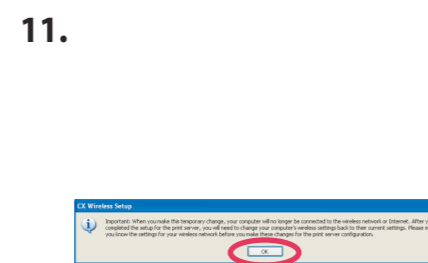 11.
CX Wireless Setup
Important: When you make this temporary change, your computer will no longer be connected to the wireless network or Internet. After y
completed the setup for the print server, you will need to change your computer's wireless settings back to their current settings. Please
you know the settings for your wireless network before you make these changes for the print server configuration.
OK